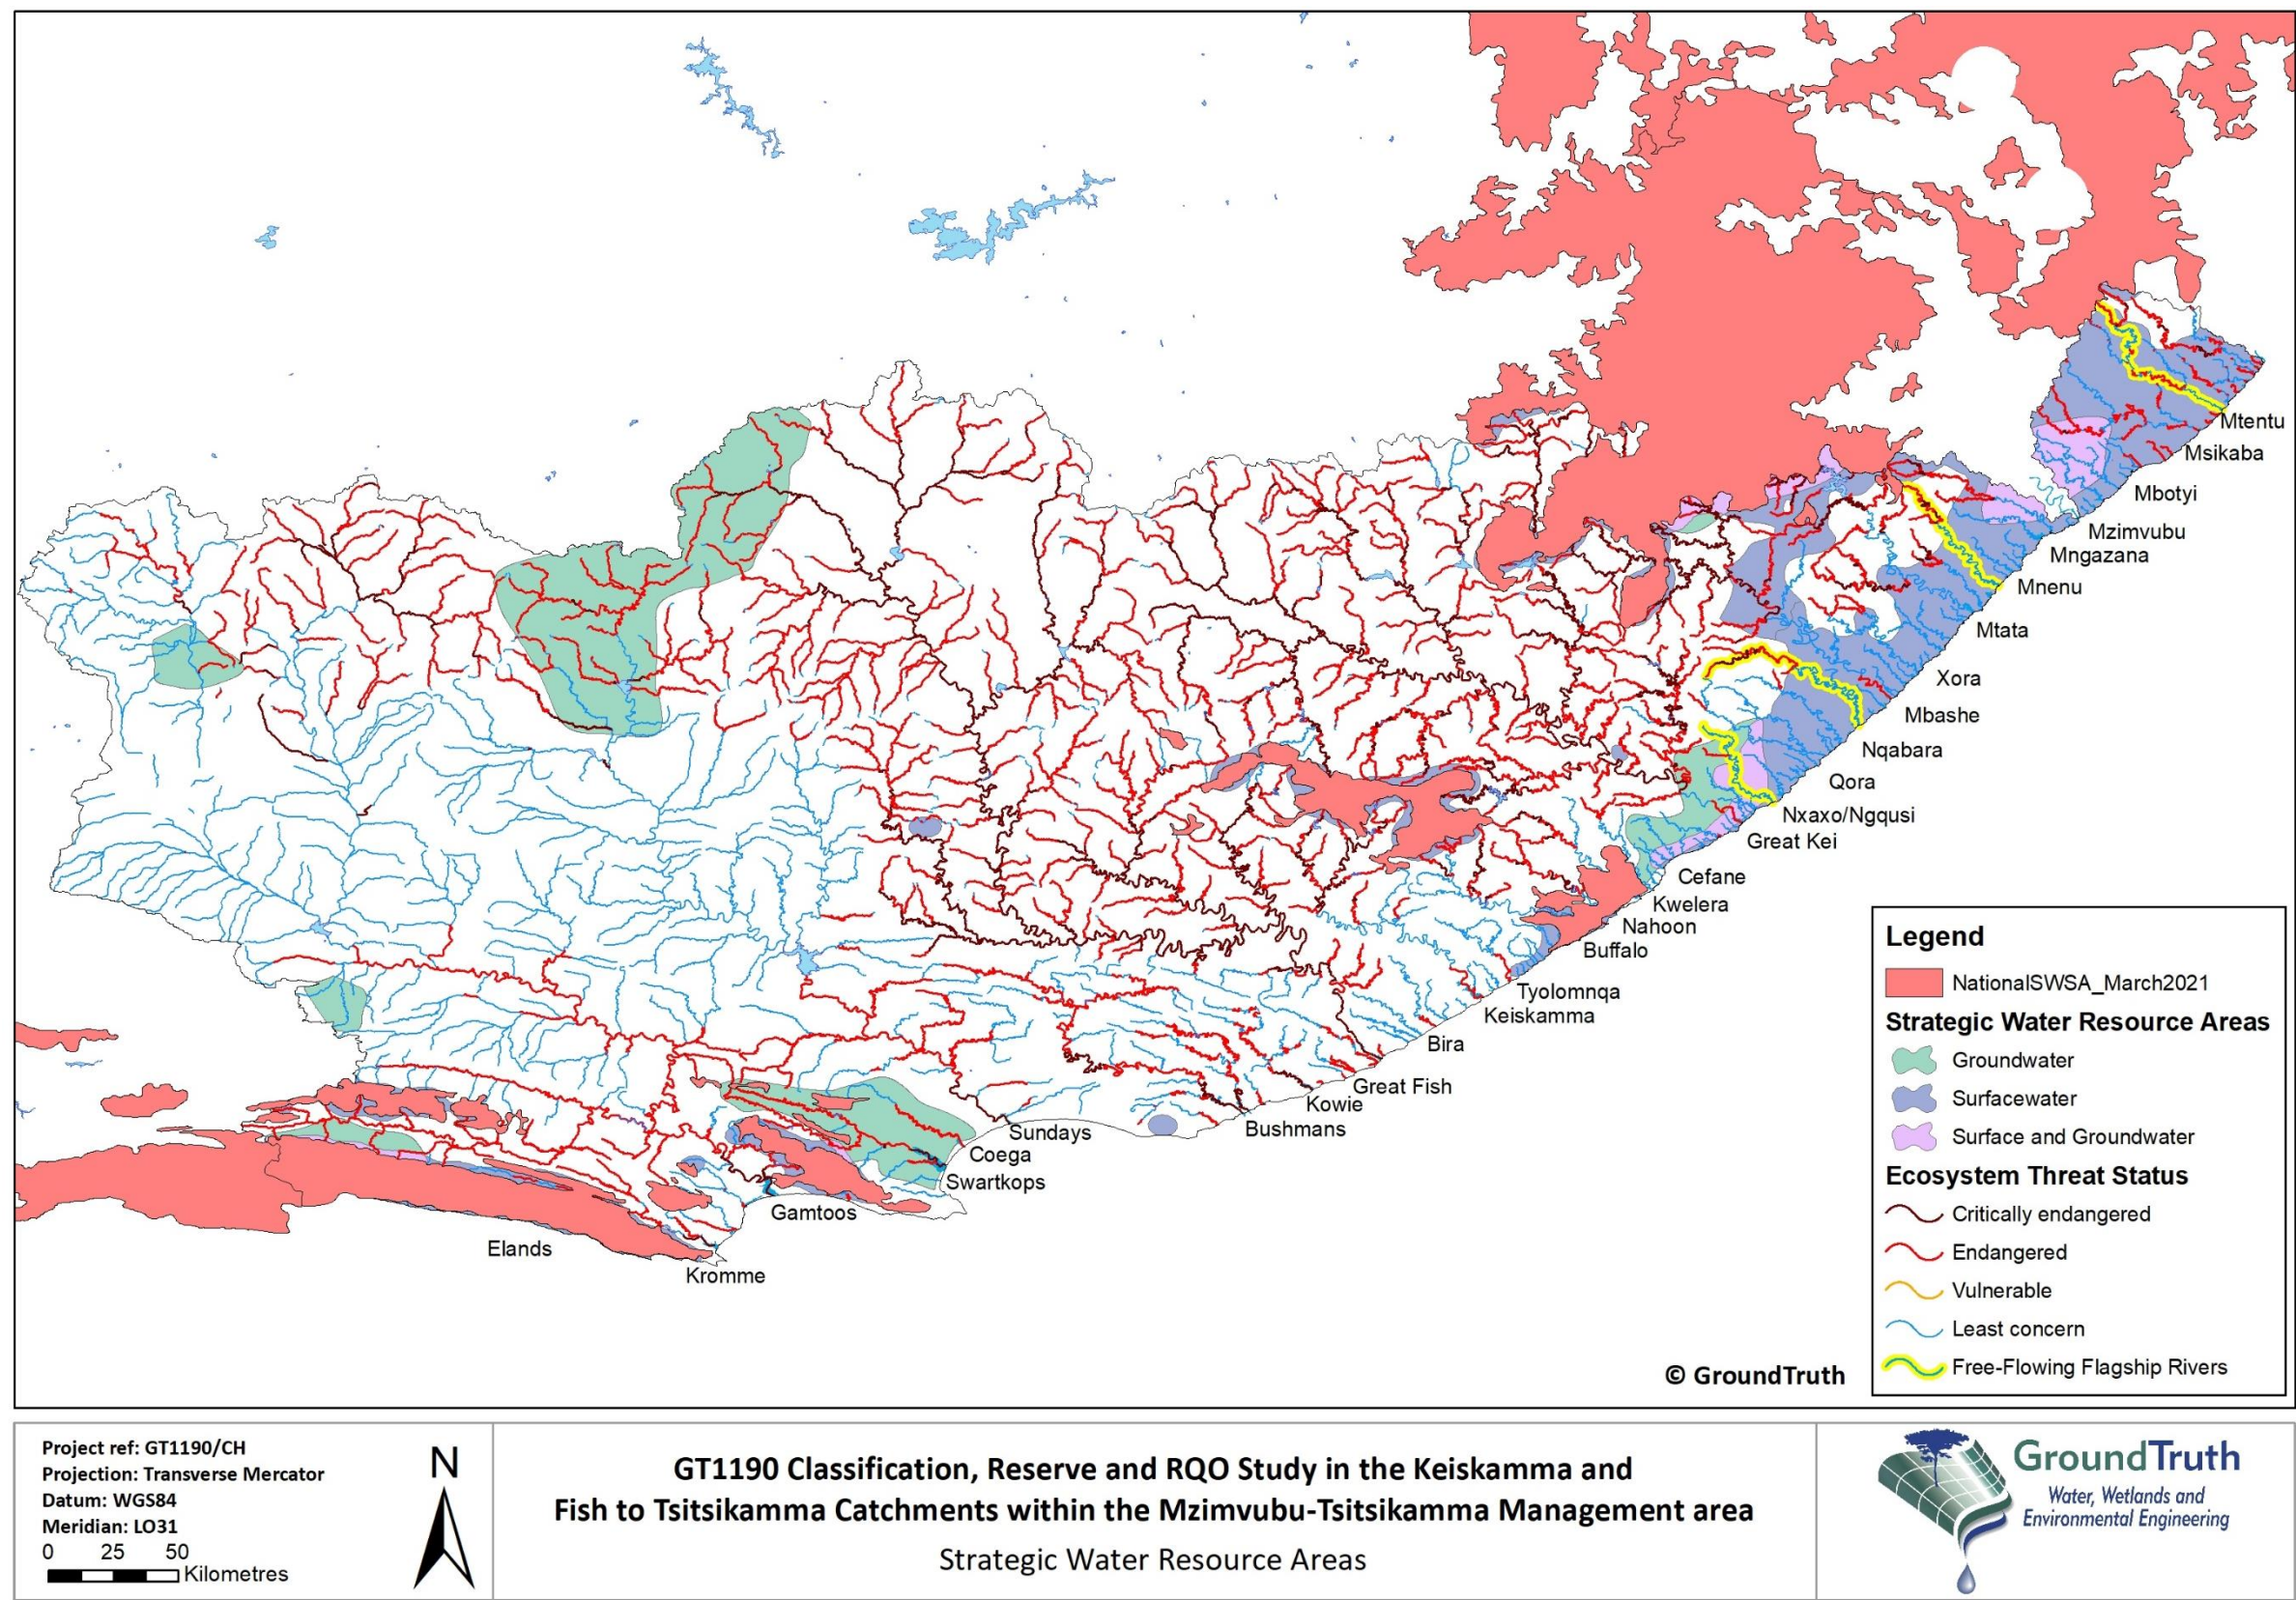 Mtentu
Msikaba
Mbotyi
Mzimvubu
Mngazana
Mnenu
Mtata
Xora
Mbashe
Nqabara
Qora
Nxaxo/Ngqusi
Great Kei
Cefane
Kwelera
Nahoon
Buffalo
Tyolomnqa
Keiskamma
Bira
Great Fish
Kowie
Bushmans
Sundays
Coega
Swartkops
Gamtoos
Elands
Kromme
Legend
NationalSWSA_March2021
Strategic Water Resource Areas
Groundwater
Surfacewater
Surface and Groundwater
Ecosystem Threat Status
Critically endangered
Endangered
Vulnerable
Least concern
Free-Flowing Flagship Rivers
© GroundTruth
Project ref: GT1190/CH
Projection: Transverse Mercator
Datum: WGS84
Meridian: LO31
0 25 50
Kilometres
N
GT1190 Classification, Reserve and RQO Study in the Keiskamma and
Fish to Tsitsikamma Catchments within the Mzimvubu-Tsitsikamma Management area
Strategic Water Resource Areas
GroundTruth
Water, Wetlands and
Environmental Engineering